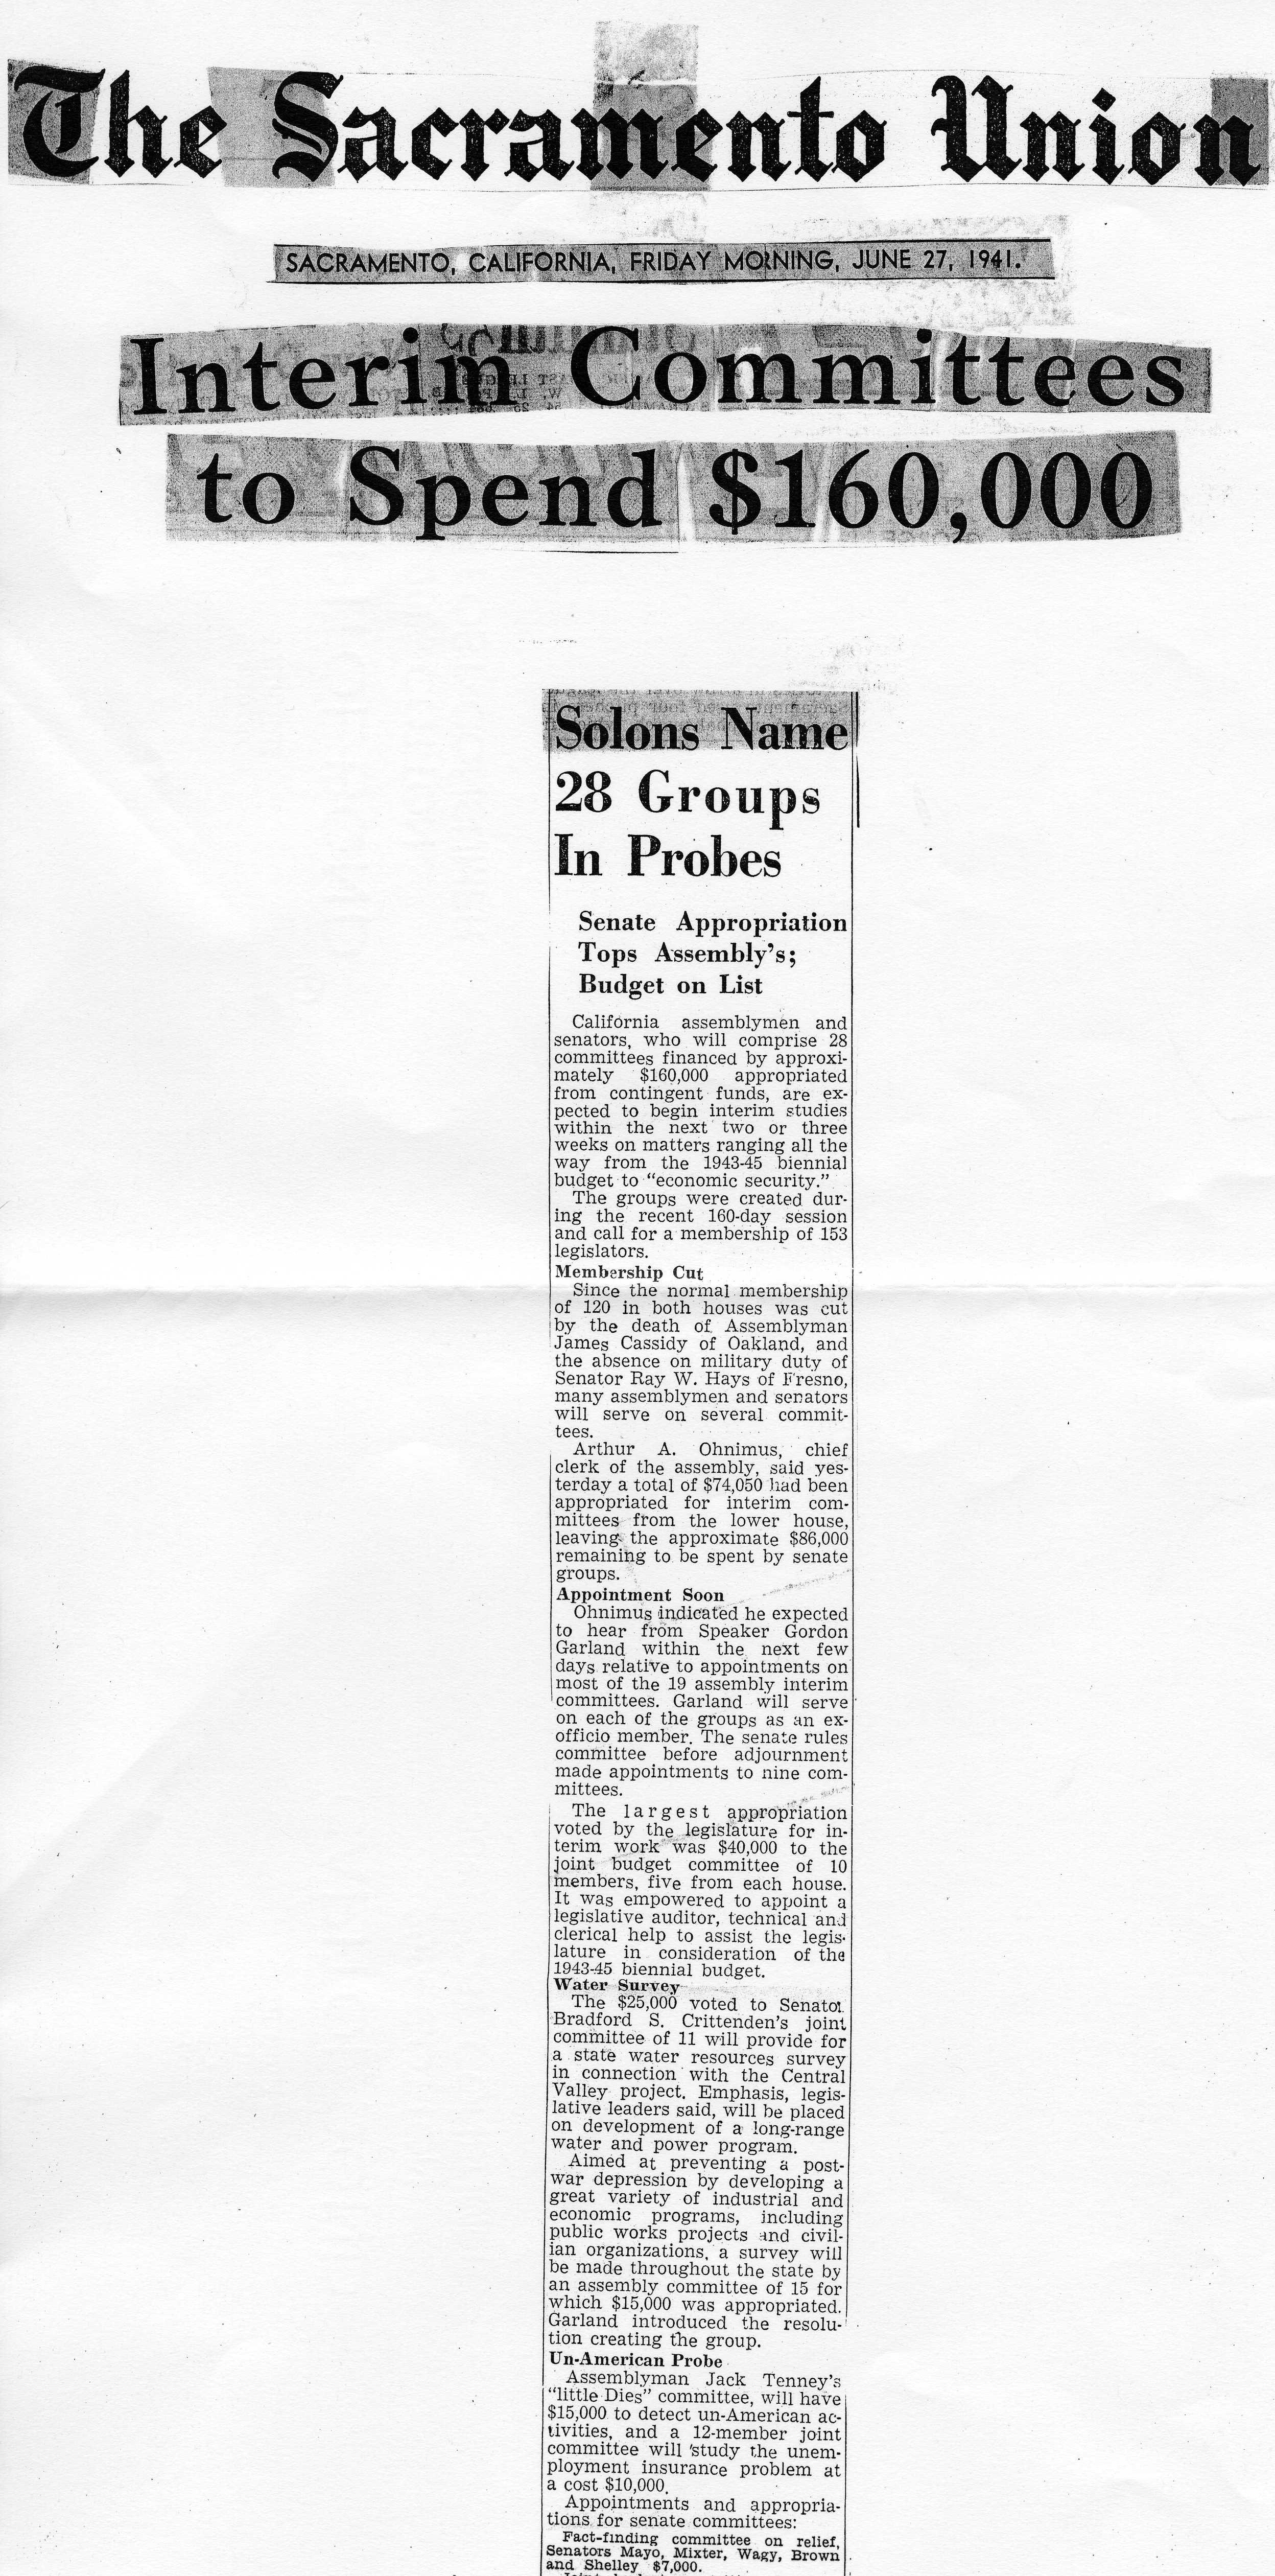 The Sacramento Union
SACRAMENTO, CALIFORNIA, FRIDAY MORNING, JUNE 27, 1941.
Interim Committees
to Spend $160,000
Solons Name
28 Groups
In Probes
Senate Appropriation
Tops Assembly's;
Budget on List
California assemblymen and
senators, who will comprise 28
committees financed by approxi-
mately $160,000 appropriated
from contingent funds, are ex-
pected to begin interim studies
within the next two or three
weeks on matters ranging all the
way from the 1943-45 biennial
budget to "economic security."
The groups were created dur-
ing the recent 160-day session
and call for a membership of 153
legislators.
Membership Cut
Since the normal membership
of 120 in both houses was cut
by the death of Assemblyman
James Cassidy of Oakland, and
the absence on military duty of
Senator Ray W. Hays of Fresno,
many assemblymen and senators
will serve on several commit-
tees.
Arthur A. Ohnimus, chief
clerk of the assembly, said yes-
terday a total of $74,050 had been
appropriated for interim com-
mittees from the lower house,
leaving the approximate $86,000
remaining to be spent by senate
groups.
Appointment Soon
Ohnimus indicated he expected
to hear from Speaker Gordon
Garland within the next few
days relative to appointments on
most of the 19 assembly interim
committees. Garland will serve
on each of the groups as an ex-
officio member. The senate rules
committee before adjournment
made appointments to nine com-
mittees.
The largest appropriation
voted by the legislature for in-
terim work was $40,000 to the
joint budget committee of 10
members, five from each house.
It was empowered to appoint a
legislative auditor, technical and
clerical help to assist the legis-
lature in consideration of the
1943-45 biennial budget.
Water Survey
The $25,000 voted to Senator
Bradford S. Crittenden's joint
committee of 11 will provide for
a state water resources survey
in connection with the Central
Valley project. Emphasis, legis-
lative leaders said, will be placed
on development of a long-range
water and power program.
Aimed at preventing a post-
war depression by developing a
great variety of industrial and
economic programs, including
public works projects and civil-
ian organizations, a survey will
be made throughout the state by
an assembly committee of 15 for
which $15,000 was appropriated.
Garland introduced the resolu-
tion creating the group.
Un-American Probe
Assemblyman Jack Tenney's
"little Dies" committee, will have
$15,000 to detect un-American ac-
tivities, and a 12-member joint
committee will study the unem-
ployment insurance problem at
a cost $10,000.
Appointments and appropria-
tions for senate committees:
Fact-finding committee on relief,
Senators Mayo, Mixter, Wagy, Brown
and Shelley $7,000.